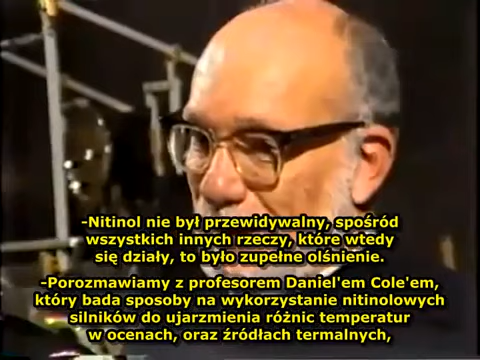 -Nitinol nie był przewidywalny, spośród
wszystkich innych rzeczy, które wtedy
się działy, to było zupełne olśnienie.
-Porozmawiamy z profesorem Daniel'em Cole'em,
który bada sposoby na wykorzystanie nitinolowych
silników do ujarzmienia różnic temperatur
w ocenach, oraz źródłach termalnych,